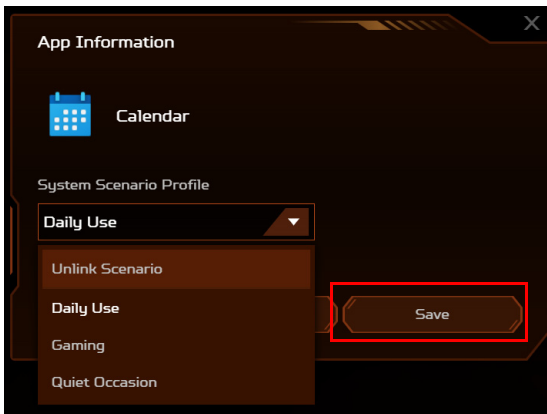 App Information
X
Calendar
System Scenario Profile
Daily Use
Unlink Scenario
Daily Use
Save
Gaming
Quiet Occasion